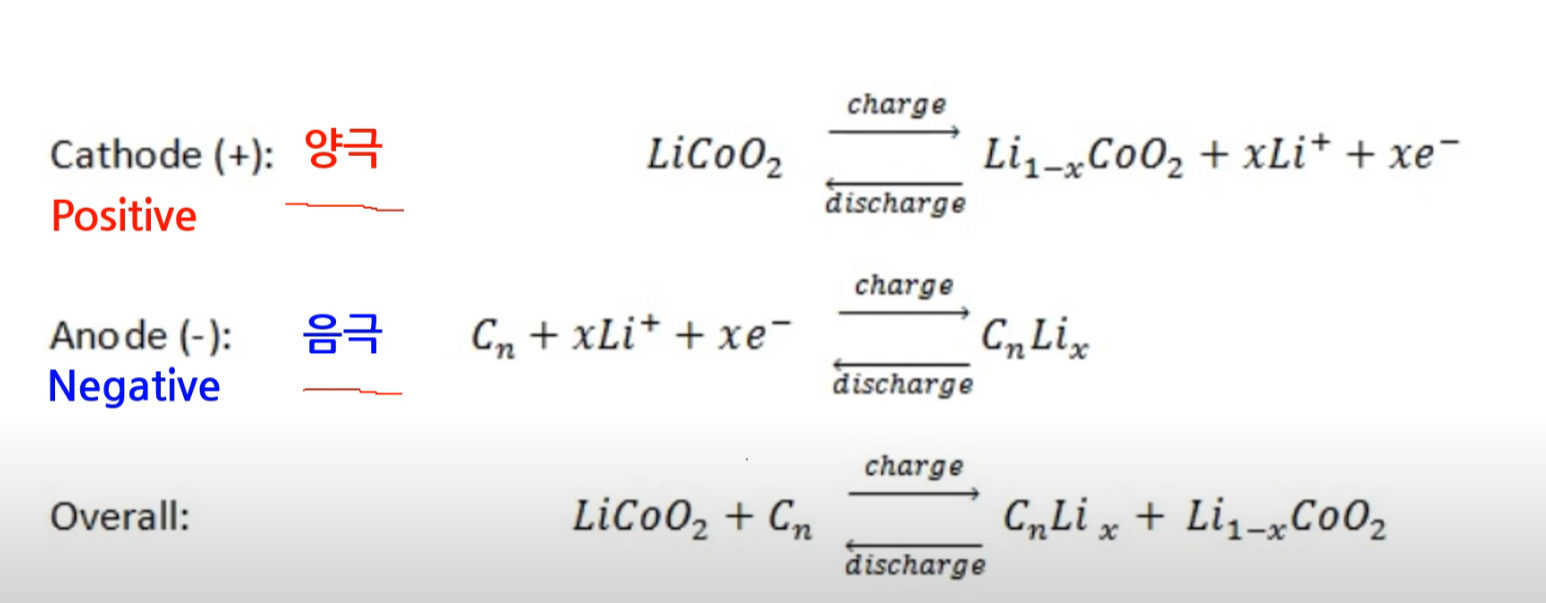 charge
Cathode (+): 양극 LiCoO₂ Li₁₋ₓCoO₂ + xLi⁺ + xe⁻
discharge
Positive
charge
Anode (-): 음극 Cₙ + xLi⁺ + xe⁻ CₙLiₓ
discharge
Negative
charge
Overall: LiCoO₂ + Cₙ CₙLi ₓ + Li₁₋ₓCoO₂
discharge